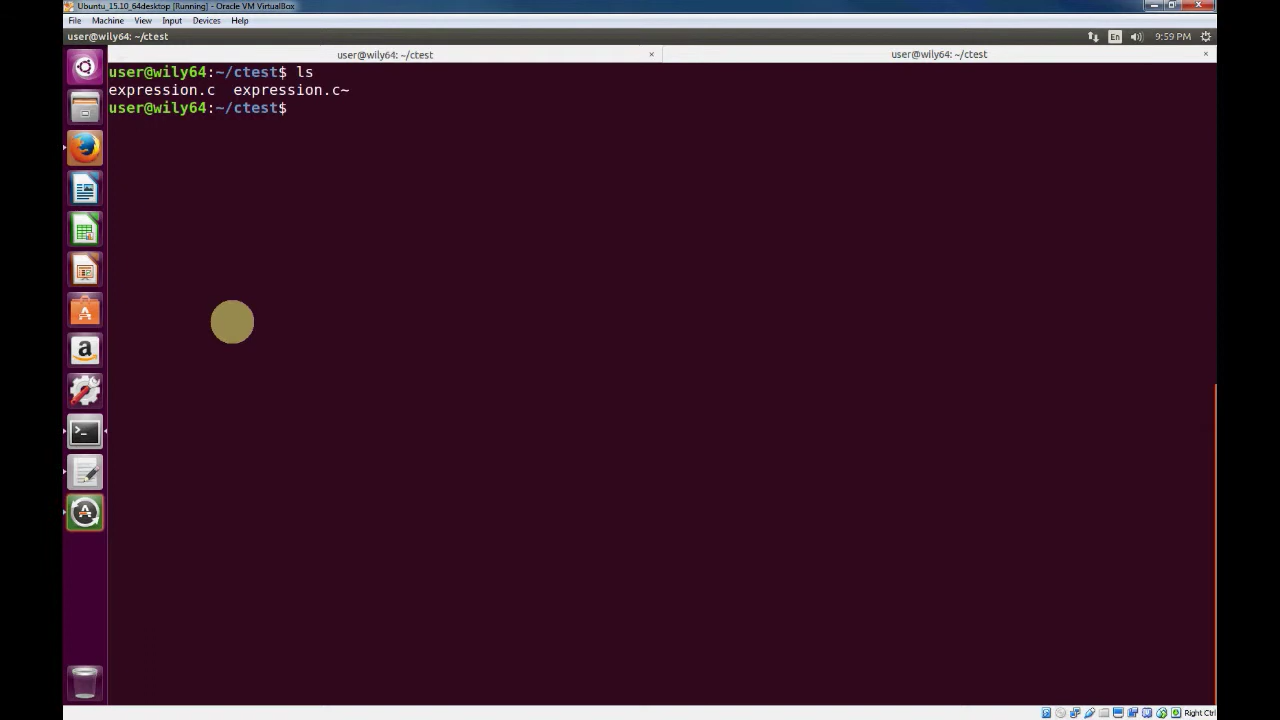 Ubuntu_15.10_64desktop [Running] - Oracle VM VirtualBox
File Machine View Input Devices Help
user@wily64: ~/ctest
En
9:59 PM
user@wily64: ~/ctest ×
user@wily64: ~/ctest ×
user@wily64:~/ctest$ ls
expression.c expression.c~
user@wily64:~/ctest$
a
>_
Right Ctrl